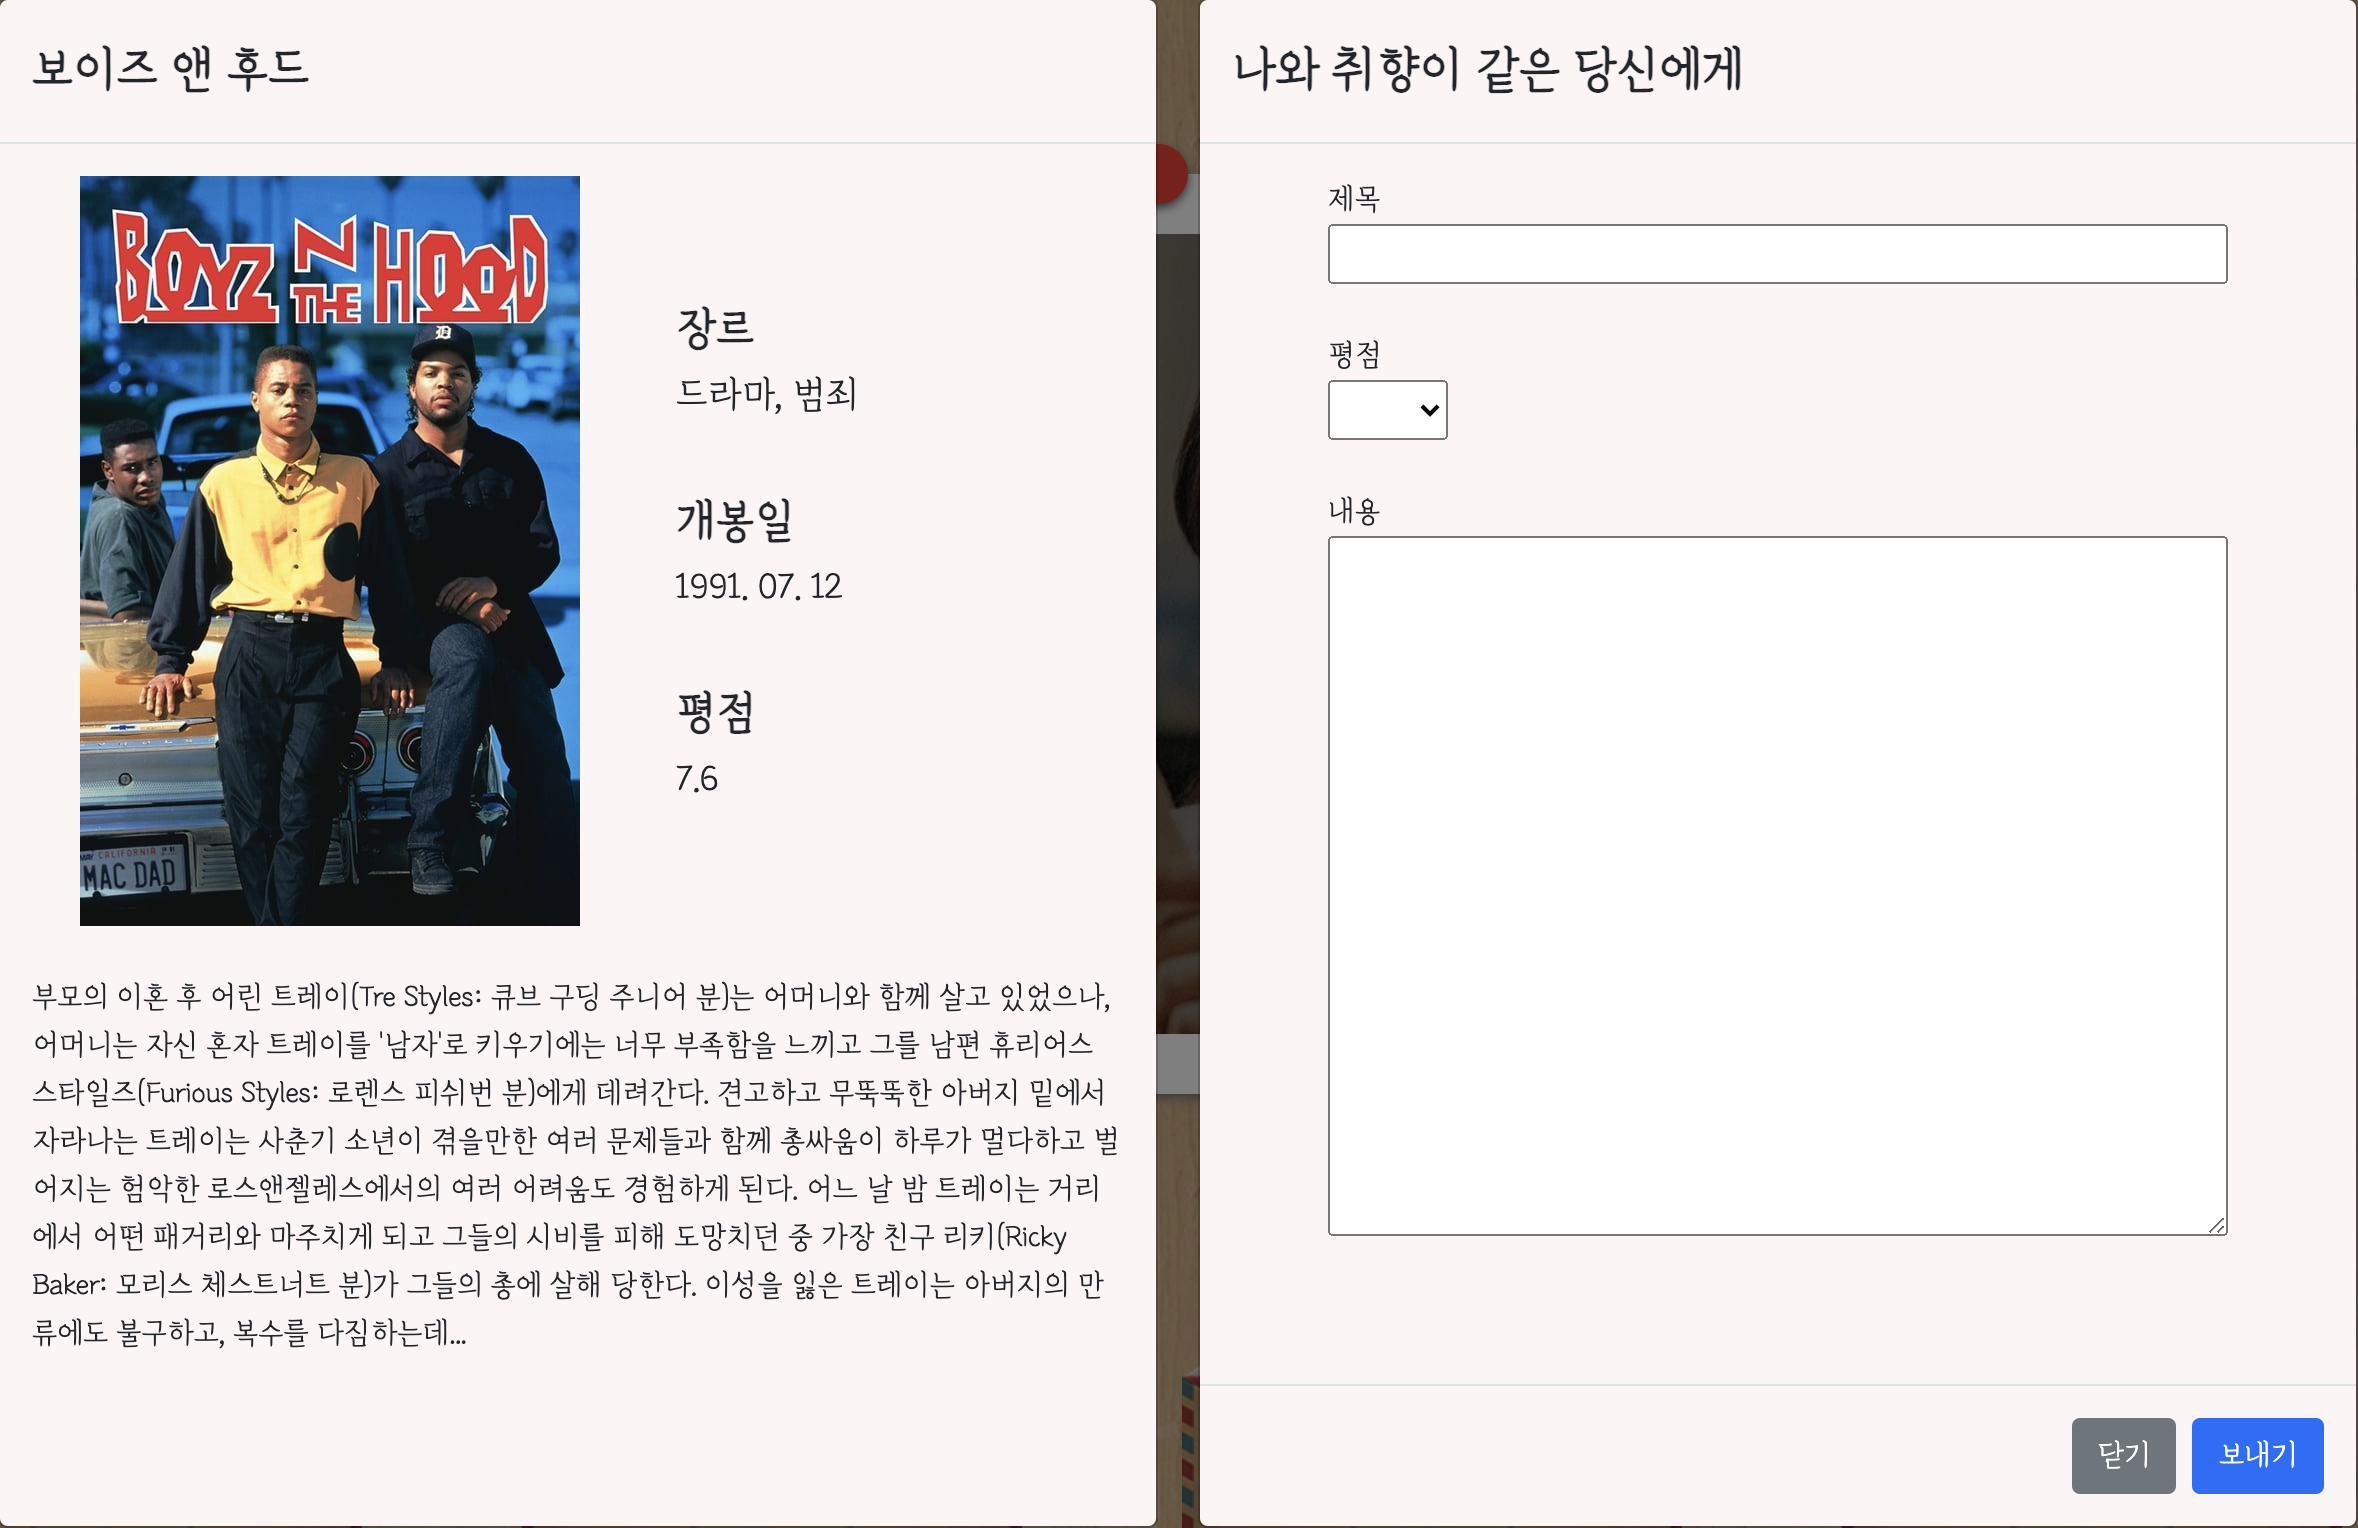 보이즈 앤 후드
BOYZ N THE HOOD
D
MAY CALIFORNIA 91
MAC DAD
장르
드라마, 범죄
개봉일
1991. 07. 12
평점
7.6
부모의 이혼 후 어린 트레이(Tre Styles: 큐브 구딩 주니어 분)는 어머니와 함께 살고 있었으나,
어머니는 자신 혼자 트레이를 '남자'로 키우기에는 너무 부족함을 느끼고 그를 남편 휴리어스
스타일즈(Furious Styles: 로렌스 피쉬번 분)에게 데려간다. 견고하고 무뚝뚝한 아버지 밑에서
자라나는 트레이는 사춘기 소년이 겪을만한 여러 문제들과 함께 총싸움이 하루가 멀다하고 벌
어지는 험악한 로스앤젤레스에서의 여러 어려움도 경험하게 된다. 어느 날 밤 트레이는 거리
에서 어떤 패거리와 마주치게 되고 그들의 시비를 피해 도망치던 중 가장 친구 리키(Ricky
Baker: 모리스 체스트너트 분)가 그들의 총에 살해 당한다. 이성을 잃은 트레이는 아버지의 만
류에도 불구하고, 복수를 다짐하는데...
나와 취향이 같은 당신에게
제목
평점
내용
닫기
보내기